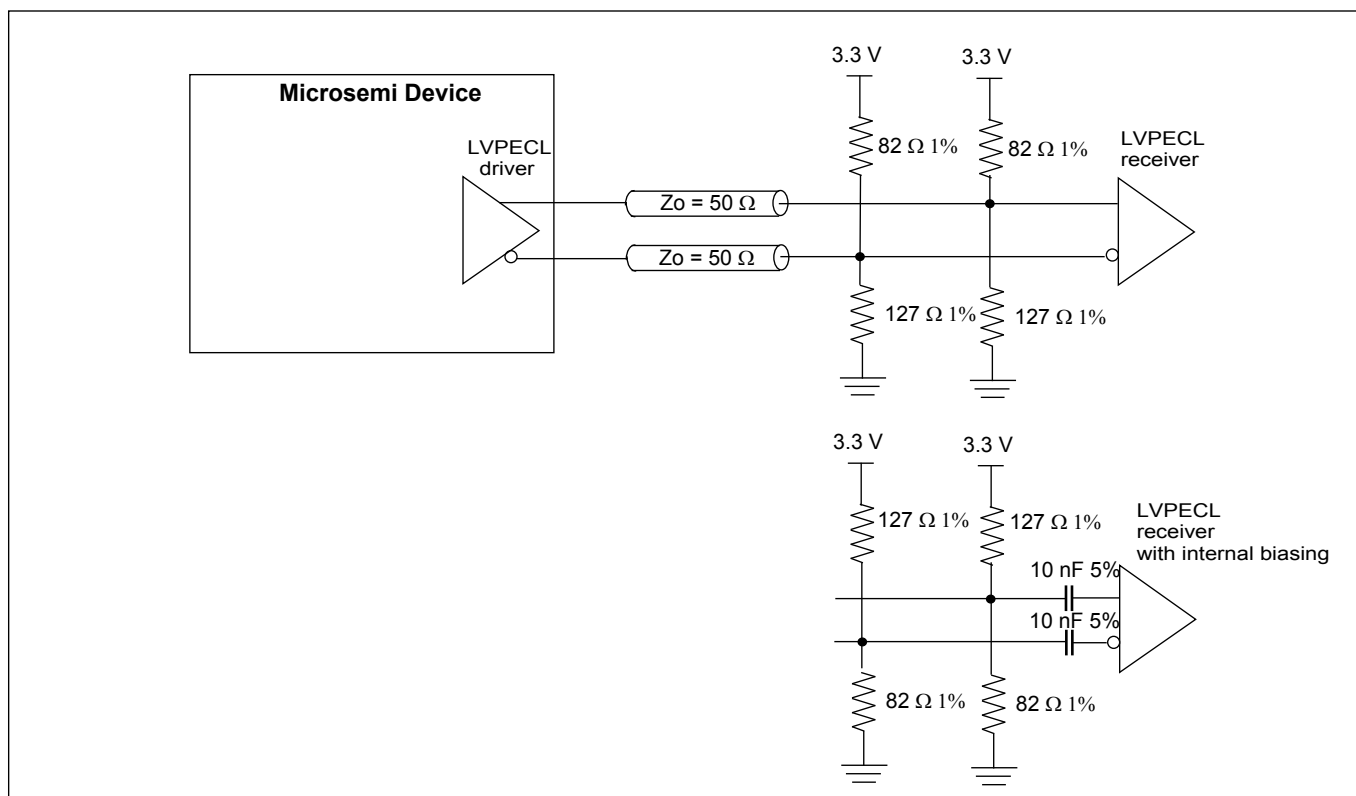 3.3 V 3.3 V
Microsemi Device
LVPECL
driver
82 Ω 1% 82 Ω 1%
LVPECL
receiver
Zo = 50 Ω
Zo = 50 Ω
127 Ω 1% 127 Ω 1%
3.3 V 3.3 V
127 Ω 1% 127 Ω 1%
LVPECL
receiver
with internal biasing
10 nF 5%
10 nF 5%
82 Ω 1% 82 Ω 1%